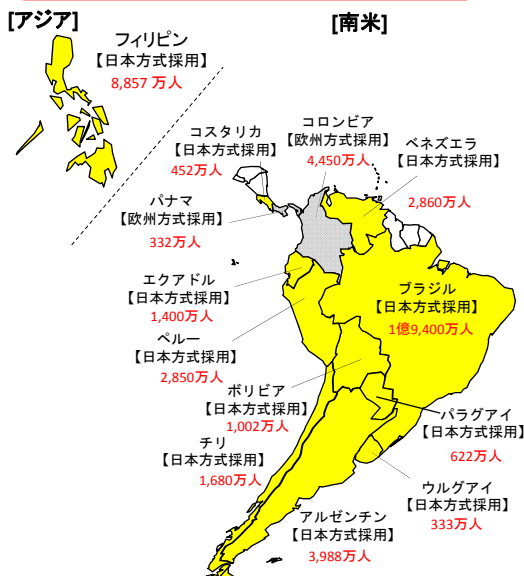 [アジア]
[南米]
フィリピン
【日本方式採用】
8,857 万人
コスタリカ
【日本方式採用】
452万人
コロンビア
【欧州方式採用】
4,450万人
ベネズエラ
【日本方式採用】
2,860万人
パナマ
【欧州方式採用】
332万人
エクアドル
【日本方式採用】
1,400万人
ブラジル
【日本方式採用】
1億9,400万人
ペルー
【日本方式採用】
2,850万人
ボリビア
【日本方式採用】
1,002万人
パラグアイ
【日本方式採用】
622万人
チリ
【日本方式採用】
1,680万人
ウルグアイ
【日本方式採用】
333万人
アルゼンチン
【日本方式採用】
3,988万人